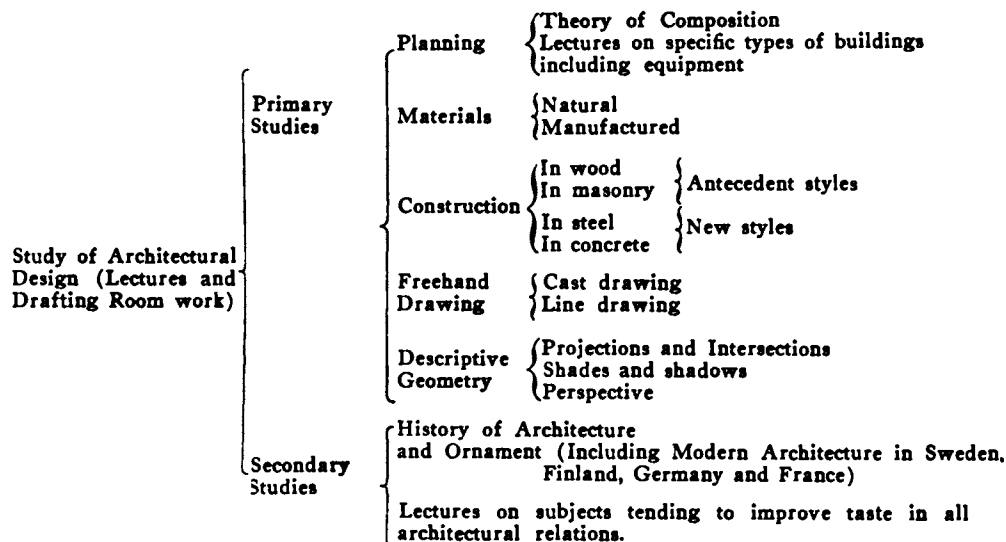 Study of Architectural
Design (Lectures and
Drafting Room work)
Primary
Studies
Planning
Theory of Composition
Lectures on specific types of buildings
including equipment
Materials
Natural
Manufactured
Construction
In wood
In masonry
Antecedent styles
In steel
In concrete
New styles
Freehand
Drawing
Cast drawing
Line drawing
Descriptive
Geometry
Projections and Intersections
Shades and shadows
Perspective
Secondary
Studies
History of Architecture
and Ornament (Including Modern Architecture in Sweden,
Finland, Germany and France)
Lectures on subjects tending to improve taste in all
architectural relations.